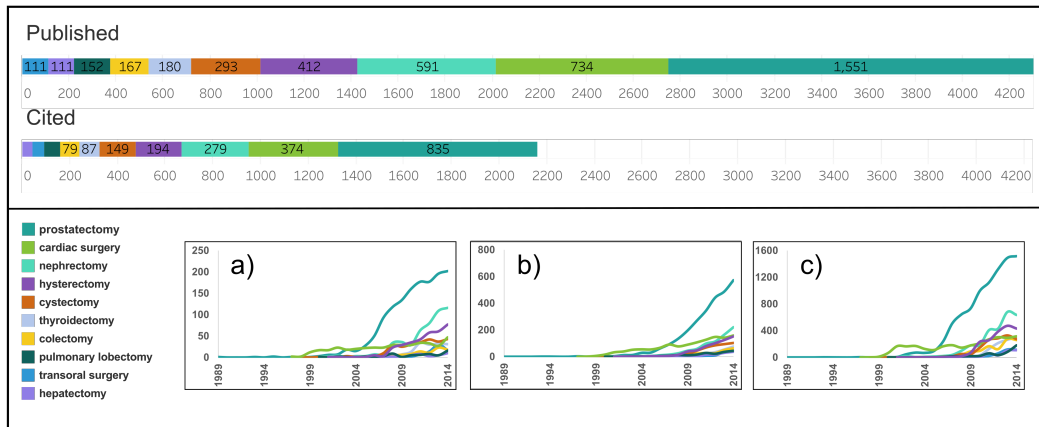 Published
111 111 152 167 180 293 412 591 734 1,551
0 200 400 600 800 1000 1200 1400 1600 1800 2000 2200 2400 2600 2800 3000 3200 3400 3600 3800 4000 4200
Cited
79 87 149 194 279 374 835
0 200 400 600 800 1000 1200 1400 1600 1800 2000 2200 2400 2600 2800 3000 3200 3400 3600 3800 4000 4200
prostatectomy
cardiac surgery
nephrectomy
hysterectomy
cystectomy
thyroidectomy
colectomy
pulmonary lobectomy
transoral surgery
hepatectomy
a)
250
200
150
100
50
0
1989 1994 1999 2004 2009 2014
b)
800
600
400
200
0
1989 1994 1999 2004 2009 2014
c)
1600
1200
800
400
0
1989 1994 1999 2004 2009 2014